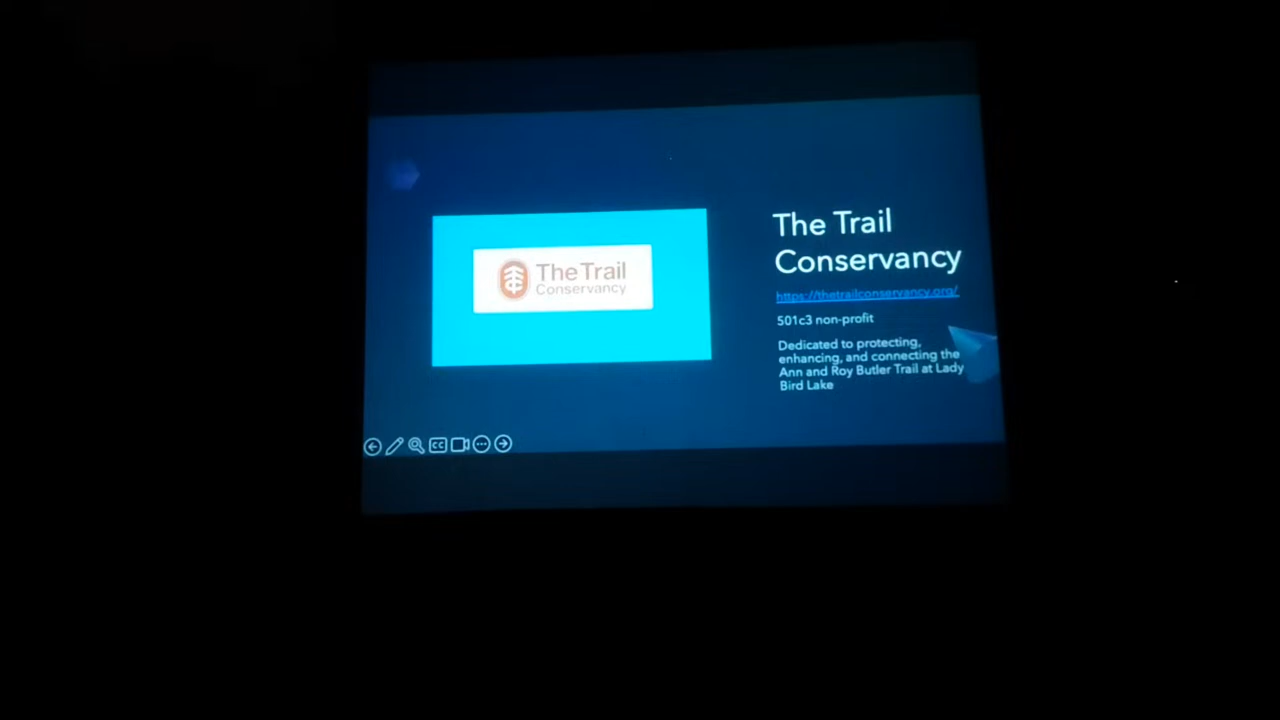 The Trail
Conservancy
The Trail
Conservancy
https://thetrailconservancy.org/
501c3 non-profit
Dedicated to protecting,
enhancing, and connecting the
Ann and Roy Butler Trail at Lady
Bird Lake
CC